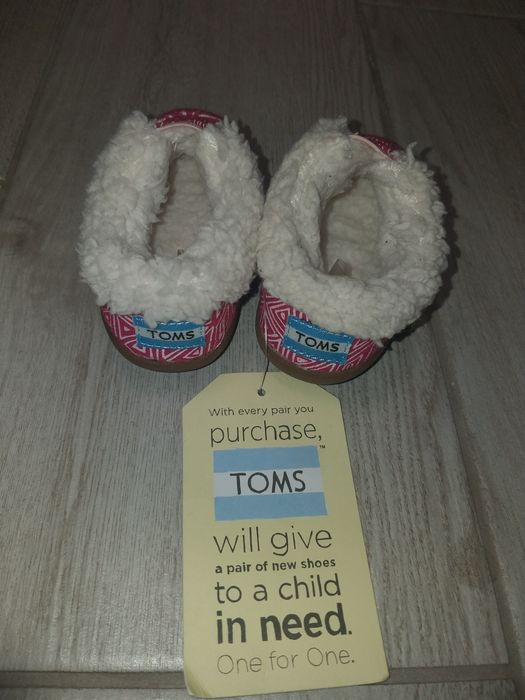 TOMS
TOMS
With every pair you
purchase,
TOMS™
will give
a pair of new shoes
to a child
in need.
One for One.